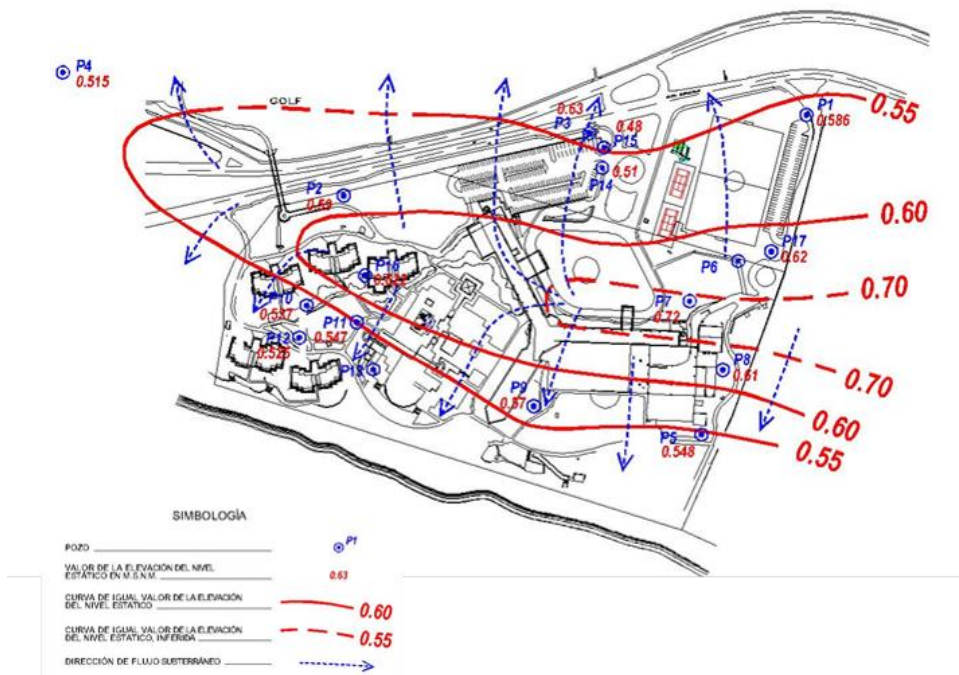 P4
0.515
GOLF
0.63
P3
0.48
P15
P1
0.586
0.55
P14
0.51
P2
0.59
0.60
P17
0.62
P6
P16
P7
0.72
0.70
P10
0.537
P11
0.547
P12
P13
P8
0.61
0.70
P9
0.57
0.60
P5
0.548
0.55
SIMBOLOGÍA
POZO
P1
VALOR DE LA ELEVACIÓN DEL NIVEL
ESTÁTICO EN M.S.N.M.
0.63
CURVA DE IGUAL VALOR DE LA ELEVACIÓN
DEL NIVEL ESTATICO
0.60
CURVA DE IGUAL VALOR DE LA ELEVACIÓN
DEL NIVEL ESTATICO, INFERIDA
0.55
DIRECCIÓN DE FLUJO SUBTERRÁNEO